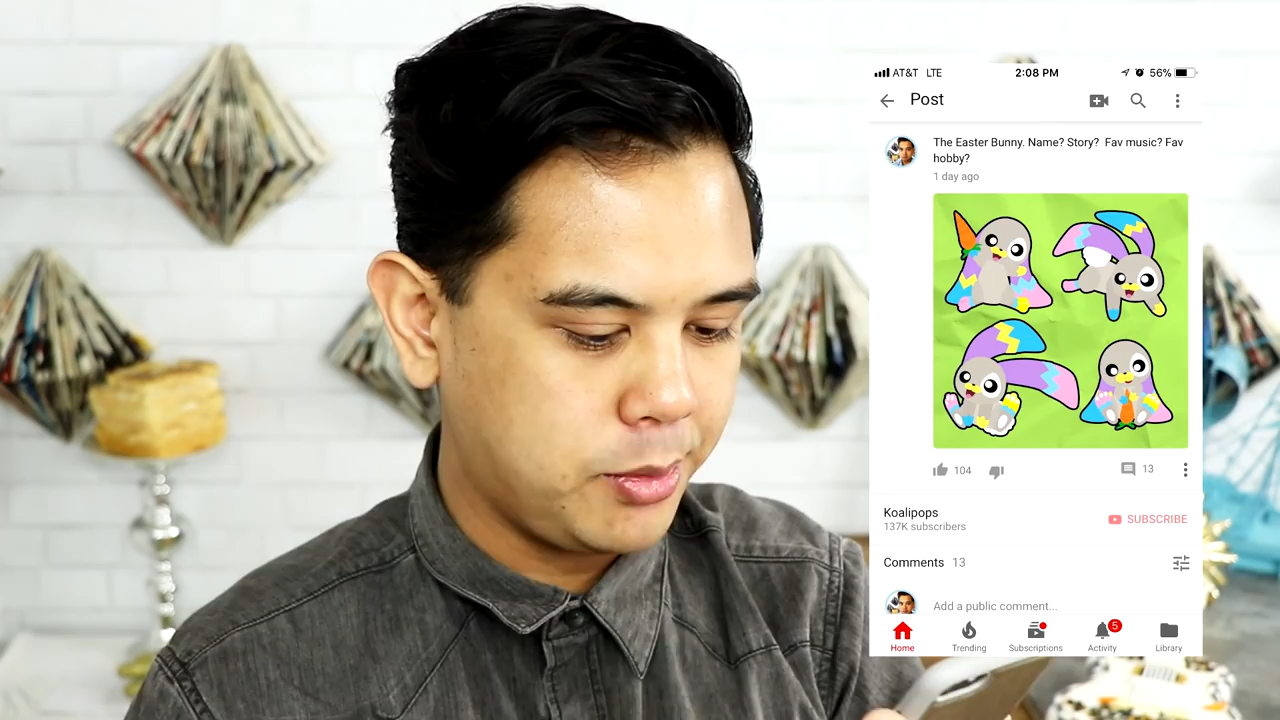 AT&T LTE 2:08 PM 56%
Post
The Easter Bunny. Name? Story? Fav music? Fav
hobby?
1 day ago
104 13
Koalipops
137K subscribers
SUBSCRIBE
Comments 13
Add a public comment...
5
Home Trending Subscriptions Activity Library